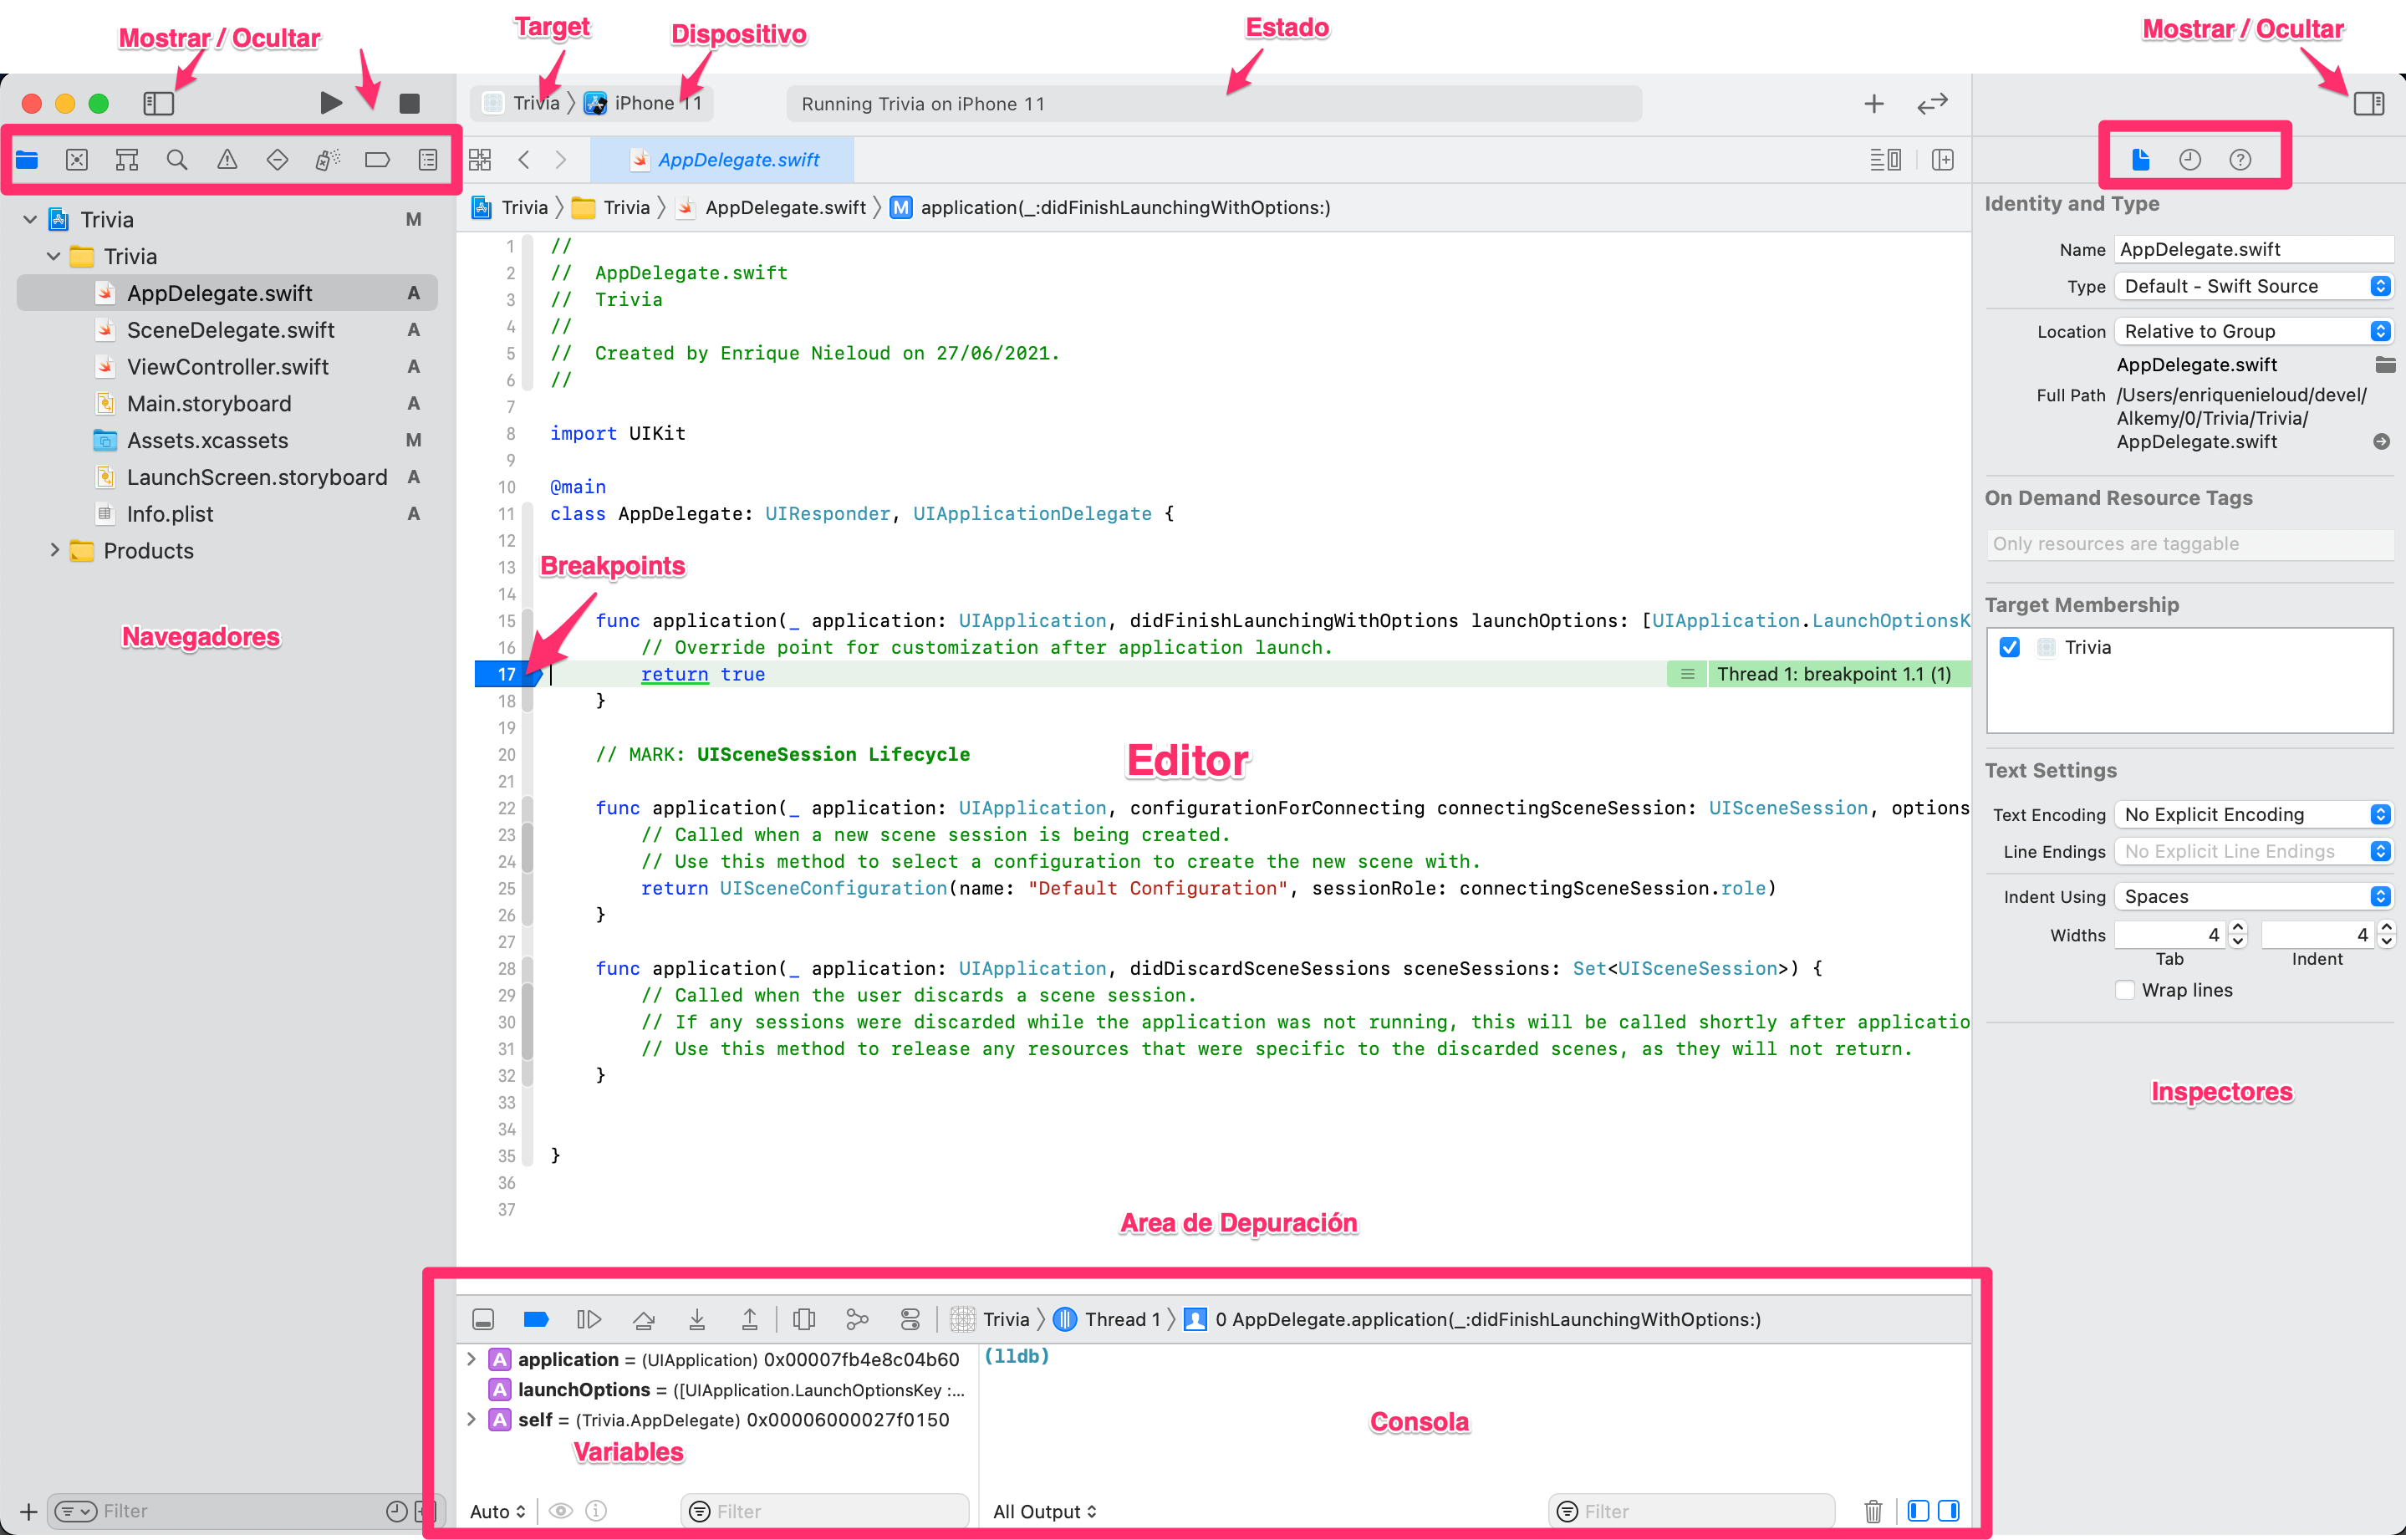 Mostrar / Ocultar
Target
Dispositivo
Estado
Mostrar / Ocultar
Trivia
iPhone 11
Running Trivia on iPhone 11
AppDelegate.swift
Trivia
Trivia
AppDelegate.swift
M
application(_:didFinishLaunchingWithOptions:)
Trivia M
Trivia
AppDelegate.swift A
SceneDelegate.swift A
ViewController.swift A
Main.storyboard A
Assets.xcassets M
LaunchScreen.storyboard A
Info.plist A
Products
Navegadores
Filter
1 //
2 //  AppDelegate.swift
3 //  Trivia
4 //
5 //  Created by Enrique Nieloud on 27/06/2021.
6 //
7
8 import UIKit
9
10 @main
11 class AppDelegate: UIResponder, UIApplicationDelegate {
12
13
Breakpoints
14
15 func application(_ application: UIApplication, didFinishLaunchingWithOptions launchOptions: [UIApplication.LaunchOptionsK
16 // Override point for customization after application launch.
17 return true
Thread 1: breakpoint 1.1 (1)
18 }
19
20 // MARK: UISceneSession Lifecycle
Editor
21
22 func application(_ application: UIApplication, configurationForConnecting connectingSceneSession: UISceneSession, options
23 // Called when a new scene session is being created.
24 // Use this method to select a configuration to create the new scene with.
25 return UISceneConfiguration(name: "Default Configuration", sessionRole: connectingSceneSession.role)
26 }
27
28 func application(_ application: UIApplication, didDiscardSceneSessions sceneSessions: Set<UISceneSession>) {
29 // Called when the user discards a scene session.
30 // If any sessions were discarded while the application was not running, this will be called shortly after applicatio
31 // Use this method to release any resources that were specific to the discarded scenes, as they will not return.
32 }
33
34
35 }
36
37
Area de Depuración
Trivia
Thread 1
0 AppDelegate.application(_:didFinishLaunchingWithOptions:)
A application = (UIApplication) 0x00007fb4e8c04b60
A launchOptions = ([UIApplication.LaunchOptionsKey :...
A self = (Trivia.AppDelegate) 0x00006000027f0150
Variables
(lldb)
Consola
Auto
Filter
All Output
Filter
Identity and Type
Name AppDelegate.swift
Type Default - Swift Source
Location Relative to Group
AppDelegate.swift
Full Path /Users/enriquenieloud/devel/
Alkemy/0/Trivia/Trivia/
AppDelegate.swift
On Demand Resource Tags
Only resources are taggable
Target Membership
Trivia
Text Settings
Text Encoding No Explicit Encoding
Line Endings No Explicit Line Endings
Indent Using Spaces
Widths 4 4
Tab Indent
Wrap lines
Inspectores